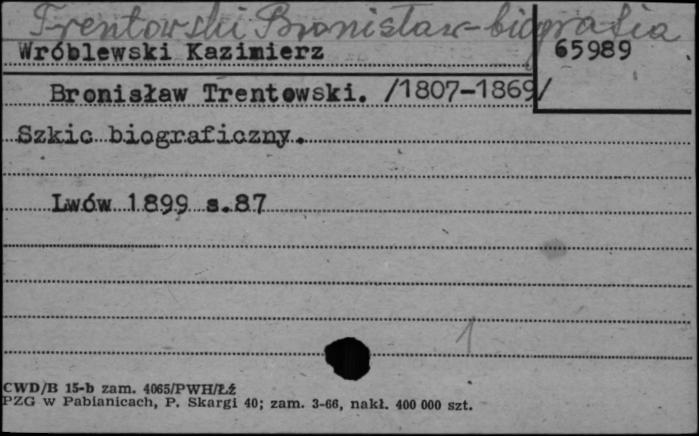 Trentowski Bronisław - biografia
Wróblewski Kazimierz
65989
Bronisław Trentowski. /1807-1869/
Szkic biograficzny.
Lwów 1899 s.87
1
CWD/B 15-b zam. 4065/PWH/ŁŹ
PZG w Pabianicach, P. Skargi 40; zam. 3-66, nakł. 400 000 szt.